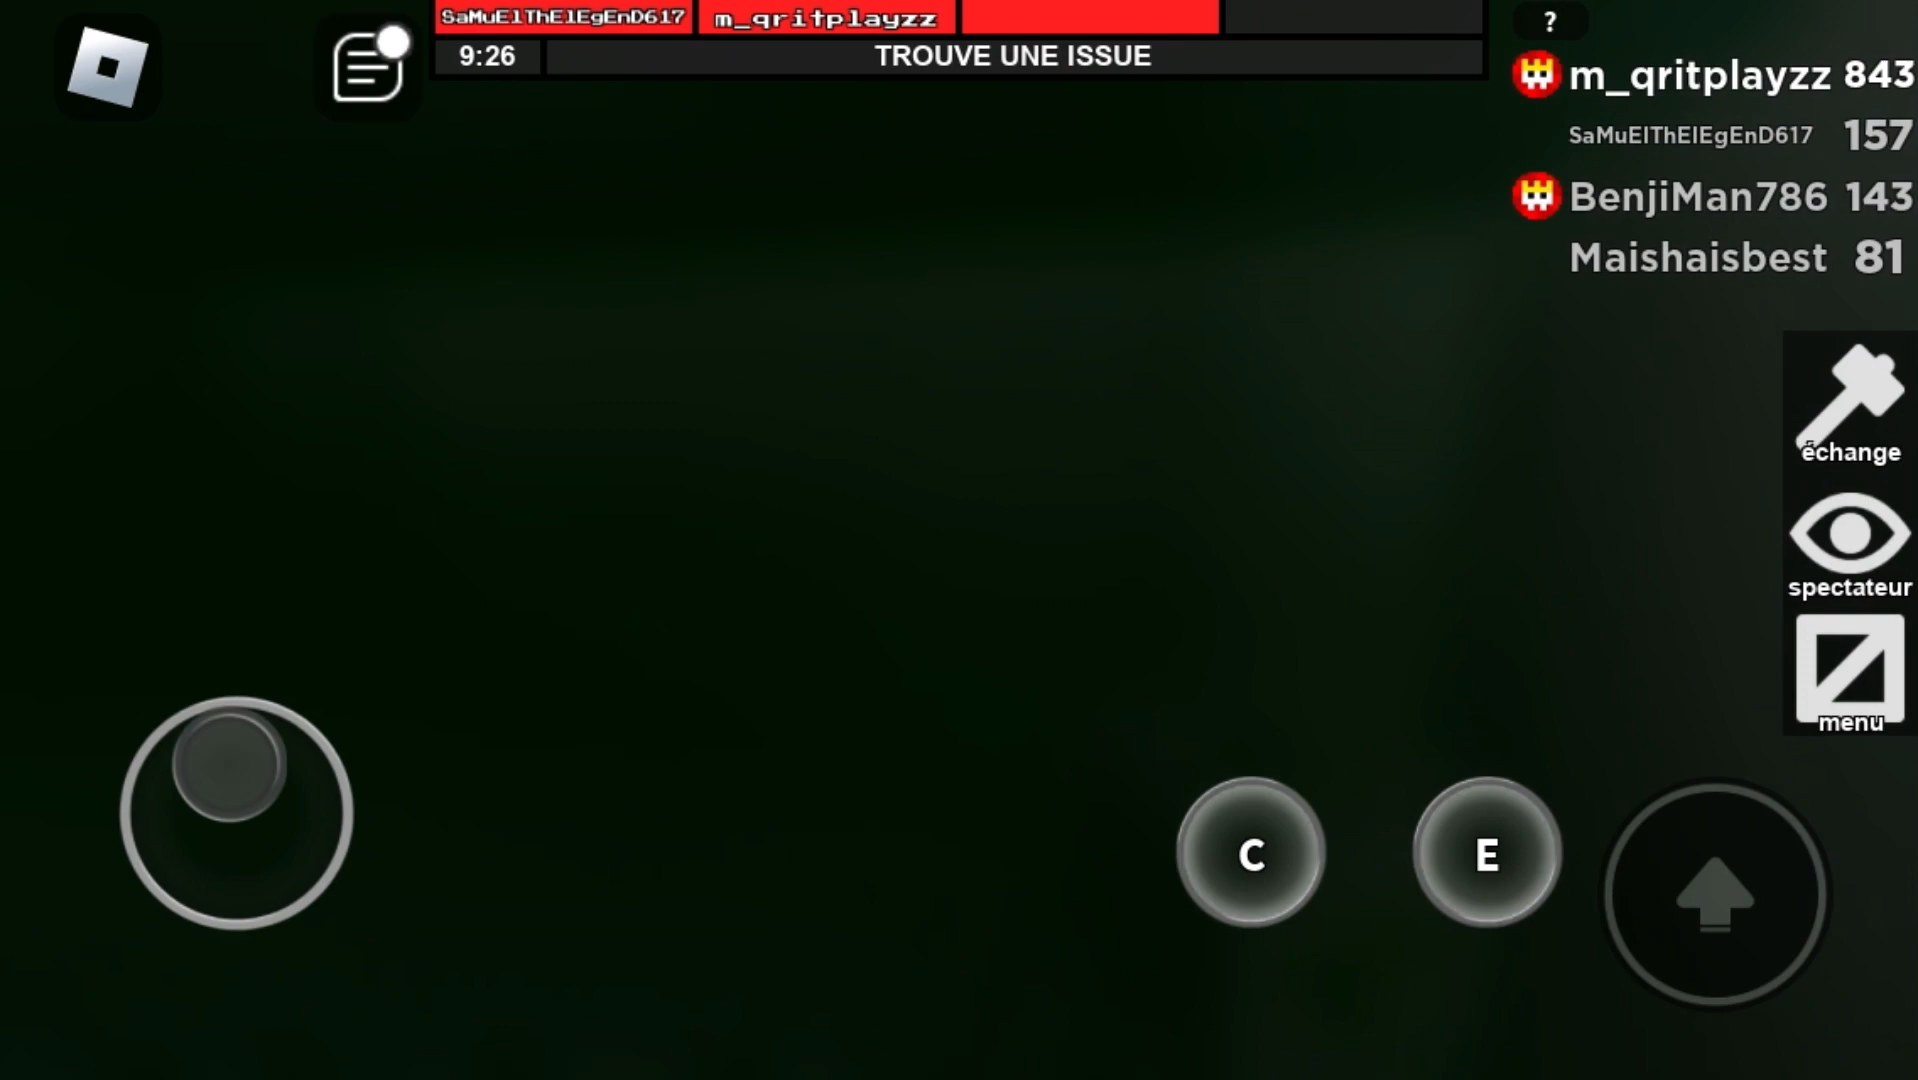 SaMuElThElEgEnD617 m_qritplayzz
9:26 TROUVE UNE ISSUE
?
m_qritplayzz 843
SaMuElThElEgEnD617 157
BenjiMan786 143
Maishaisbest 81
échange
spectateur
menu
C E